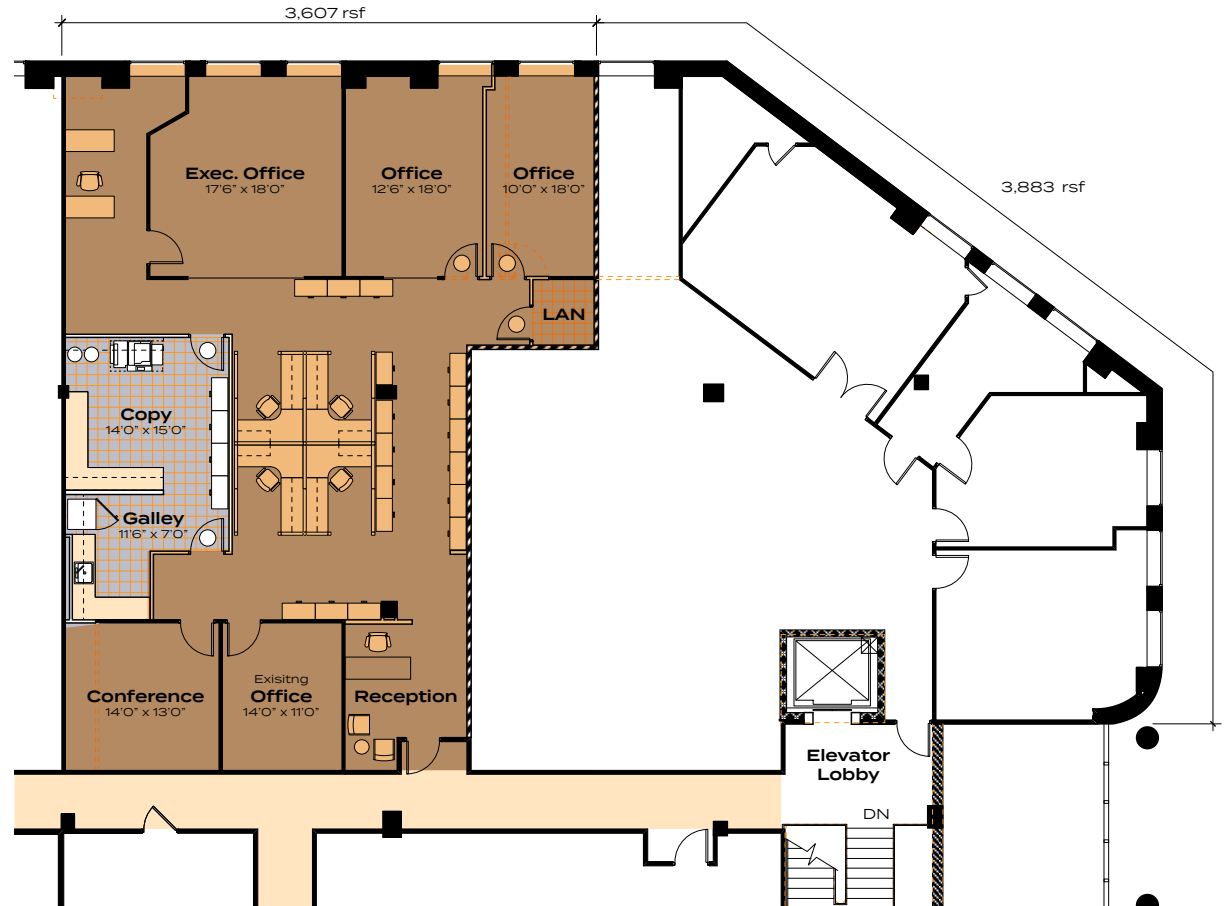 3,607 rsf
3,883 rsf
Exec. Office
17'6" x 18'0"
Office
12'6" x 18'0"
Office
10'0" x 18'0"
LAN
Copy
14'0" x 15'0"
Galley
11'6" x 7'0"
Conference
14'0" x 13'0"
Exisitng
Office
14'0" x 11'0"
Reception
Elevator
Lobby
DN